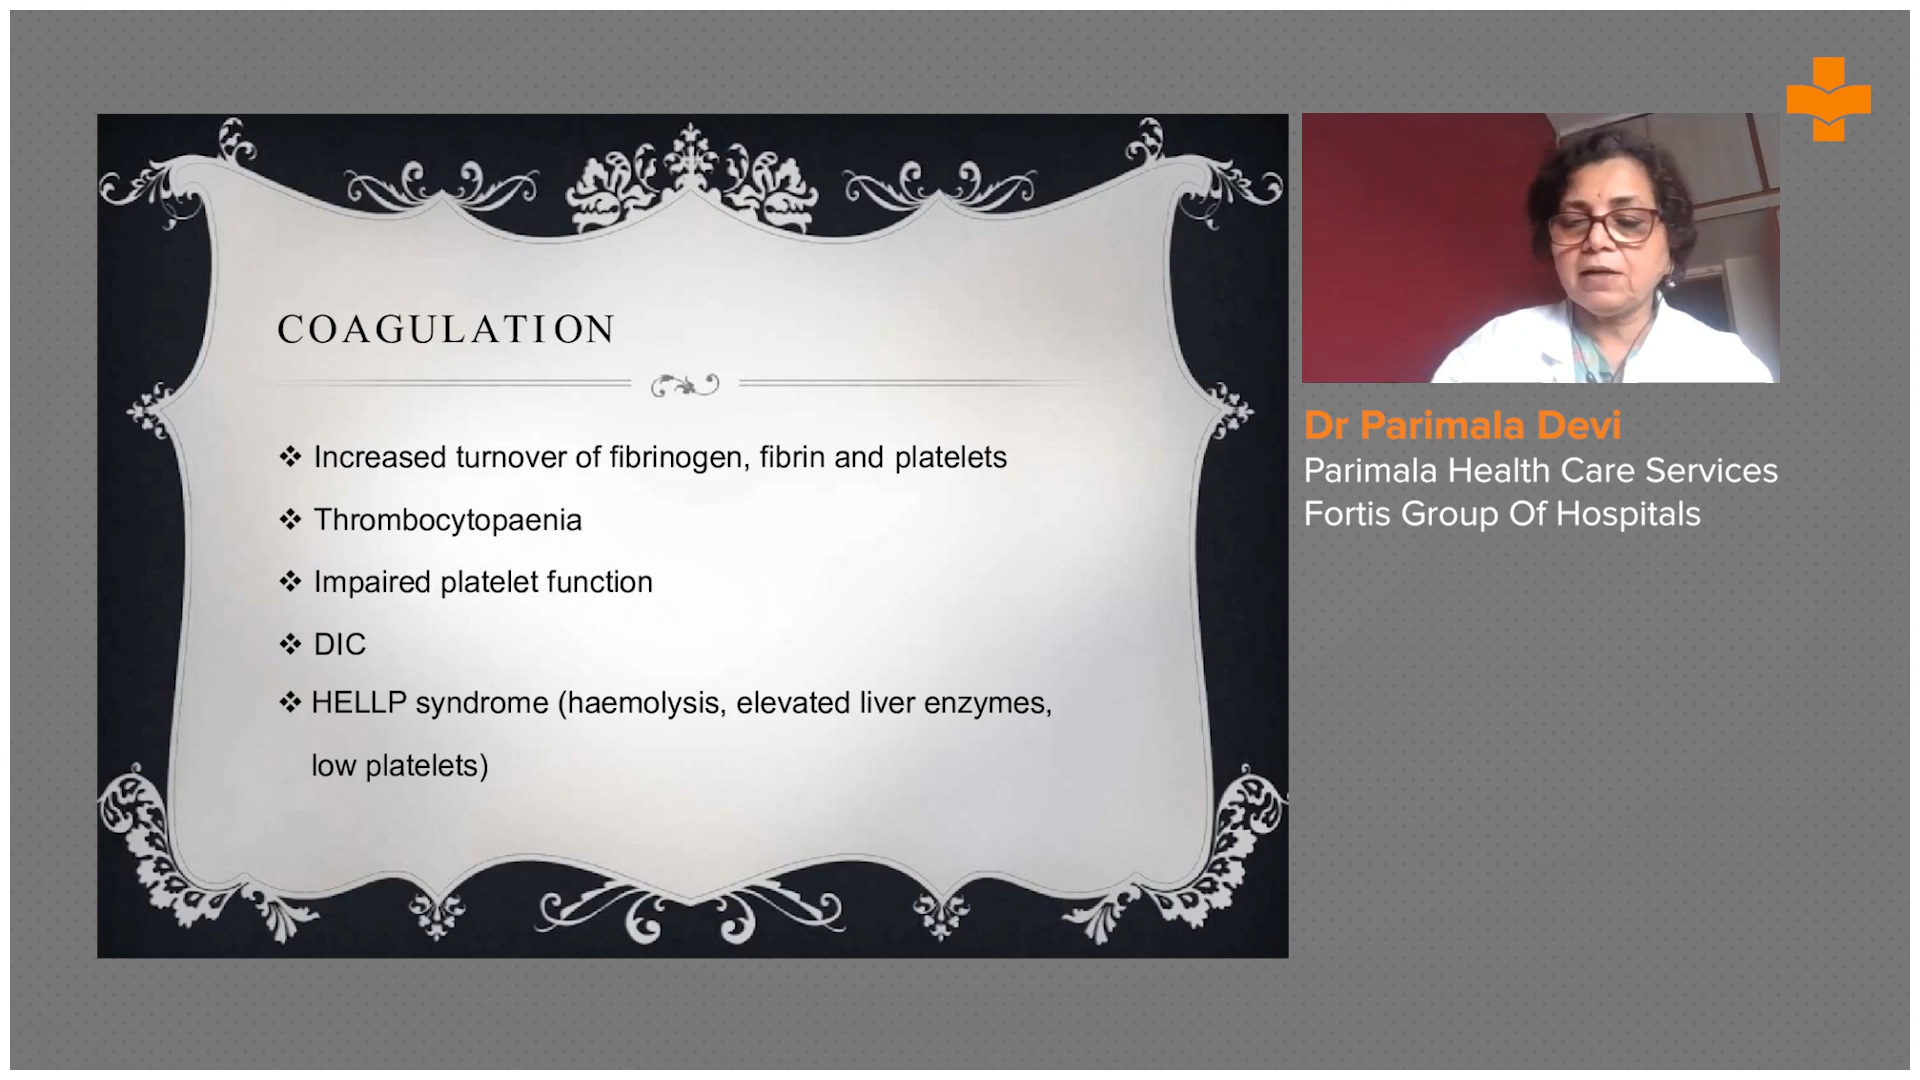 COAGULATION
❖ Increased turnover of fibrinogen, fibrin and platelets
❖ Thrombocytopaenia
❖ Impaired platelet function
❖ DIC
❖ HELLP syndrome (haemolysis, elevated liver enzymes,
low platelets)
Dr Parimala Devi
Parimala Health Care Services
Fortis Group Of Hospitals